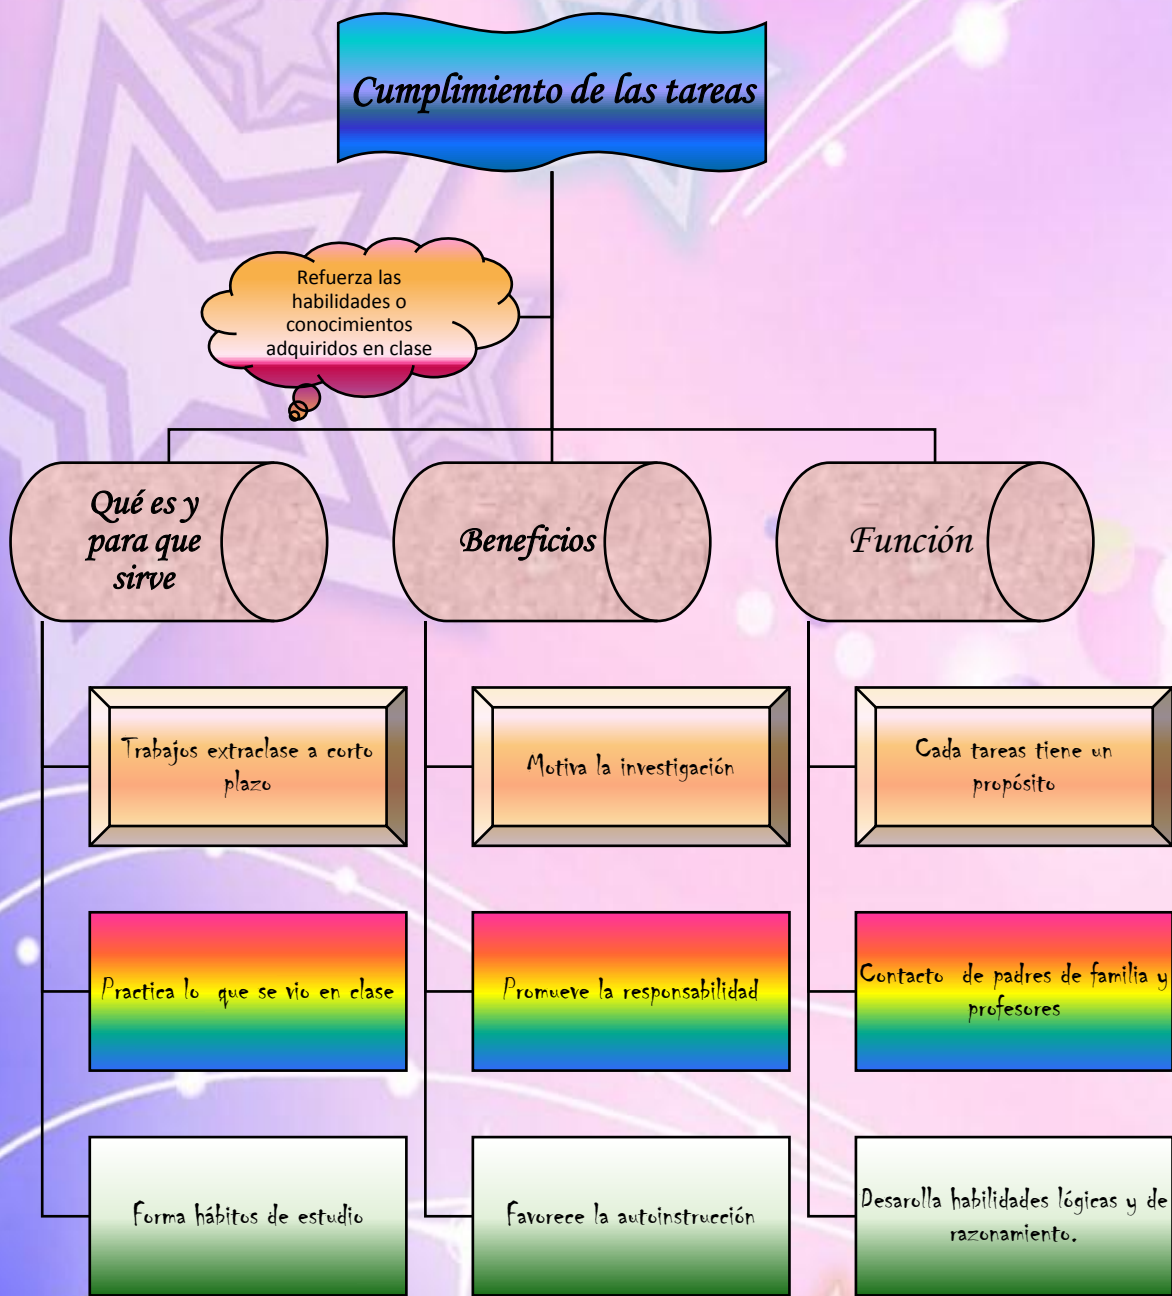 Cumplimiento de las tareas
Refuerza las
habilidades o
conocimientos
adquiridos en clase
Qué es y
para que
sirve
Trabajos extraclase a corto
plazo
Practica lo que se vio en clase
Forma hábitos de estudio
Beneficios
Motiva la investigación
Promueve la responsabilidad
Favorece la autoinstrucción
Función
Cada tareas tiene un
propósito
Contacto de padres de familia y
profesores
Desarolla habilidades lógicas y de
razonamiento.